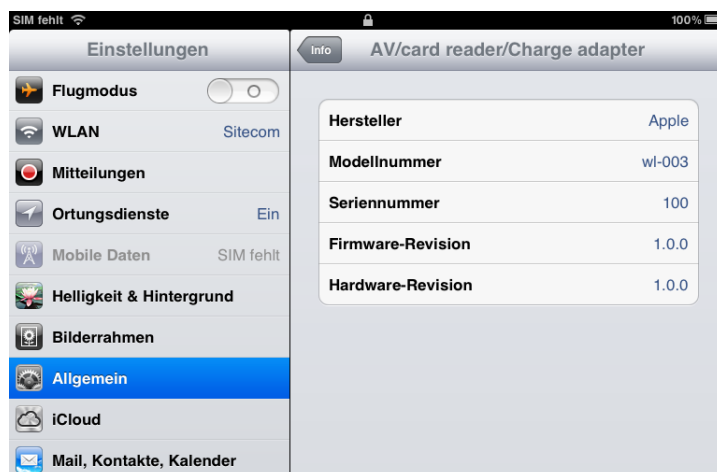 SIM fehlt 100%
Einstellungen
Flugmodus
WLAN Sitecom
Mitteilungen
Ortungsdienste Ein
Mobile Daten SIM fehlt
Helligkeit & Hintergrund
Bilderrahmen
Allgemein
iCloud
Mail, Kontakte, Kalender
Info AV/card reader/Charge adapter
Hersteller Apple
Modellnummer wl-003
Seriennummer 100
Firmware-Revision 1.0.0
Hardware-Revision 1.0.0